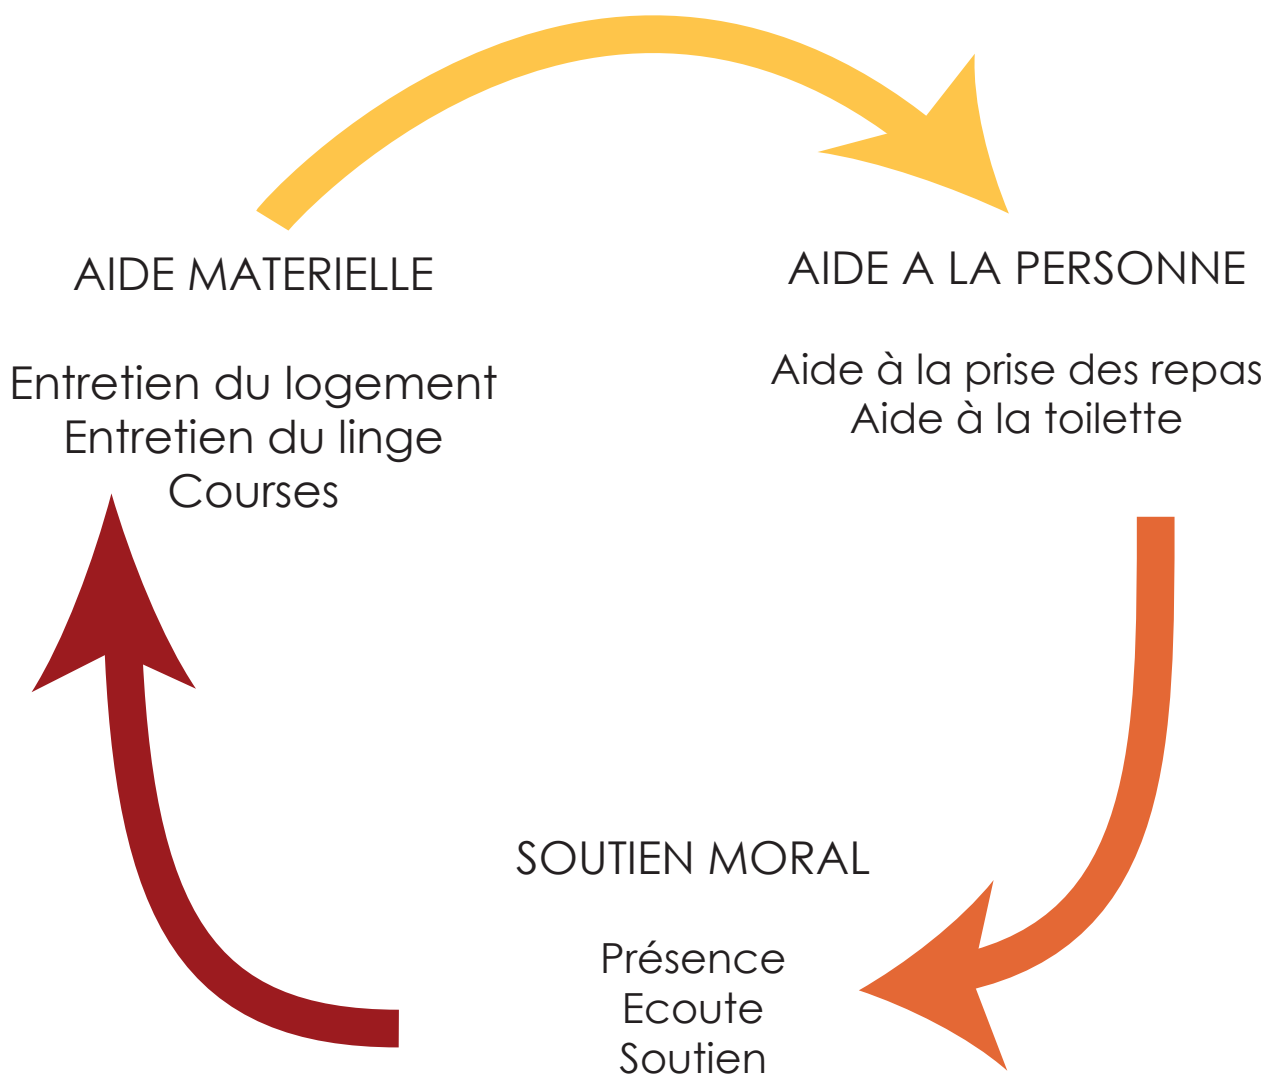 AIDE MATERIELLE
Entretien du logement
Entretien du linge
Courses
AIDE A LA PERSONNE
Aide à la prise des repas
Aide à la toilette
SOUTIEN MORAL
Présence
Ecoute
Soutien